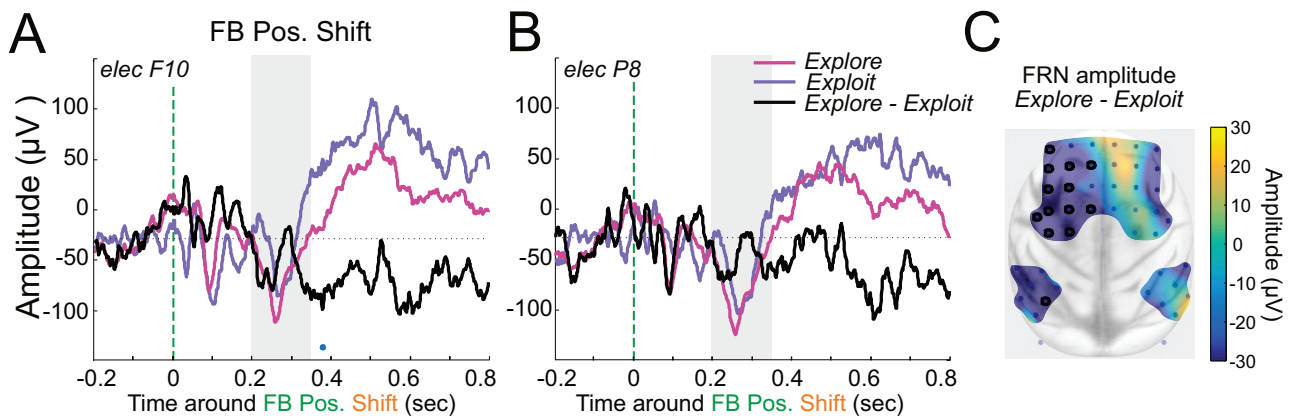 A
FB Pos. Shift
elec F10
Amplitude (µV )
100
50
0
-50
-100
-0.2 0 0.2 0.4 0.6 0.8
Time around FB Pos. Shift (sec)
B
elec P8
Explore
Exploit
Explore - Exploit
100
50
0
-50
-100
-0.2 0 0.2 0.4 0.6 0.8
Time around FB Pos. Shift (sec)
C
FRN amplitude
Explore - Exploit
30
20
10
0
-10
-20
-30
Amplitude (µV)